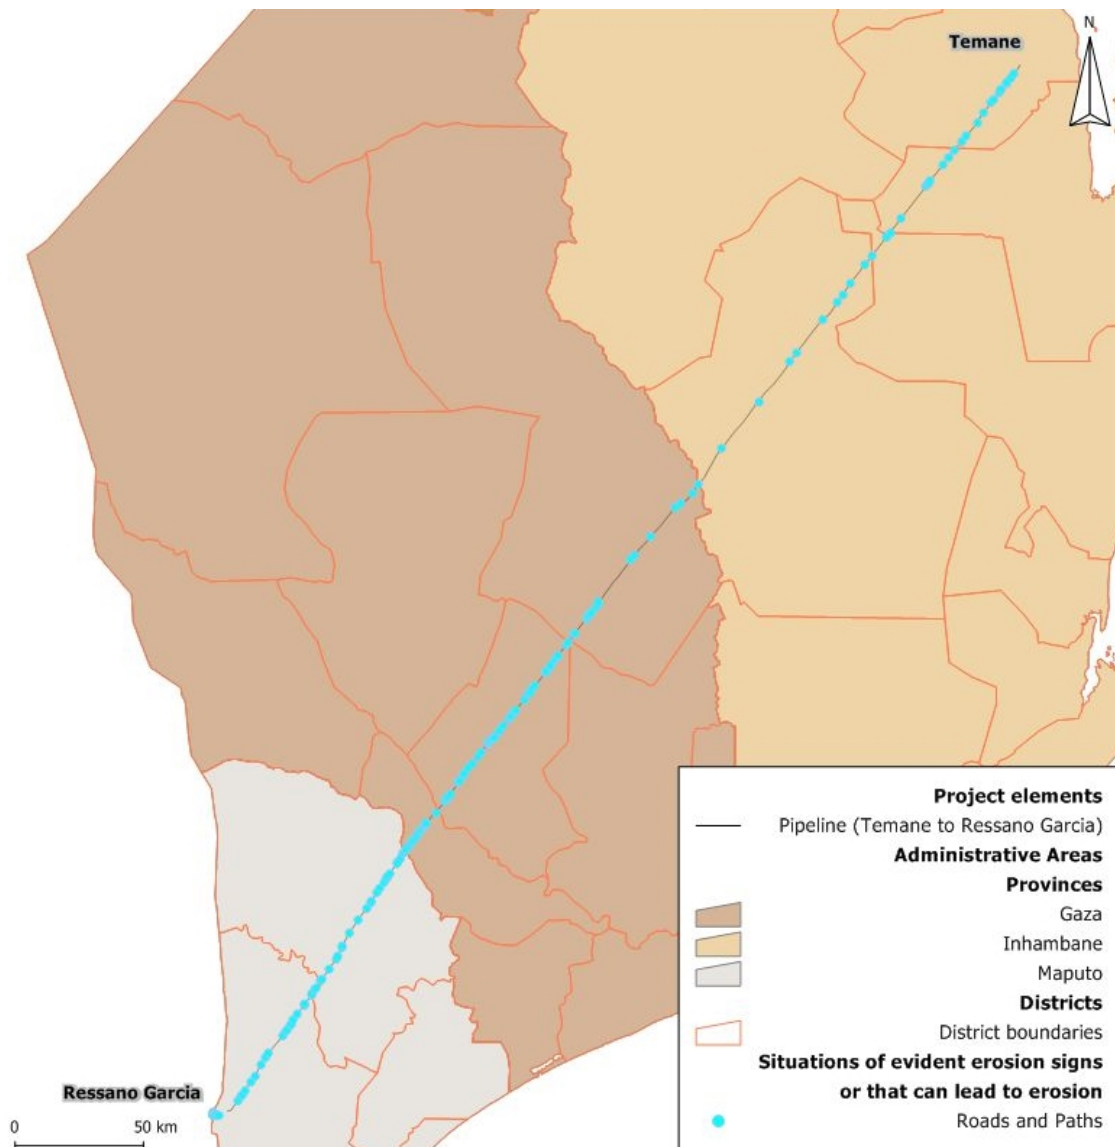 Temane
N
Ressano Garcia
0 50 km
Project elements
Pipeline (Temane to Ressano Garcia)
Administrative Areas
Provinces
Gaza
Inhambane
Maputo
Districts
District boundaries
Situations of evident erosion signs
or that can lead to erosion
Roads and Paths